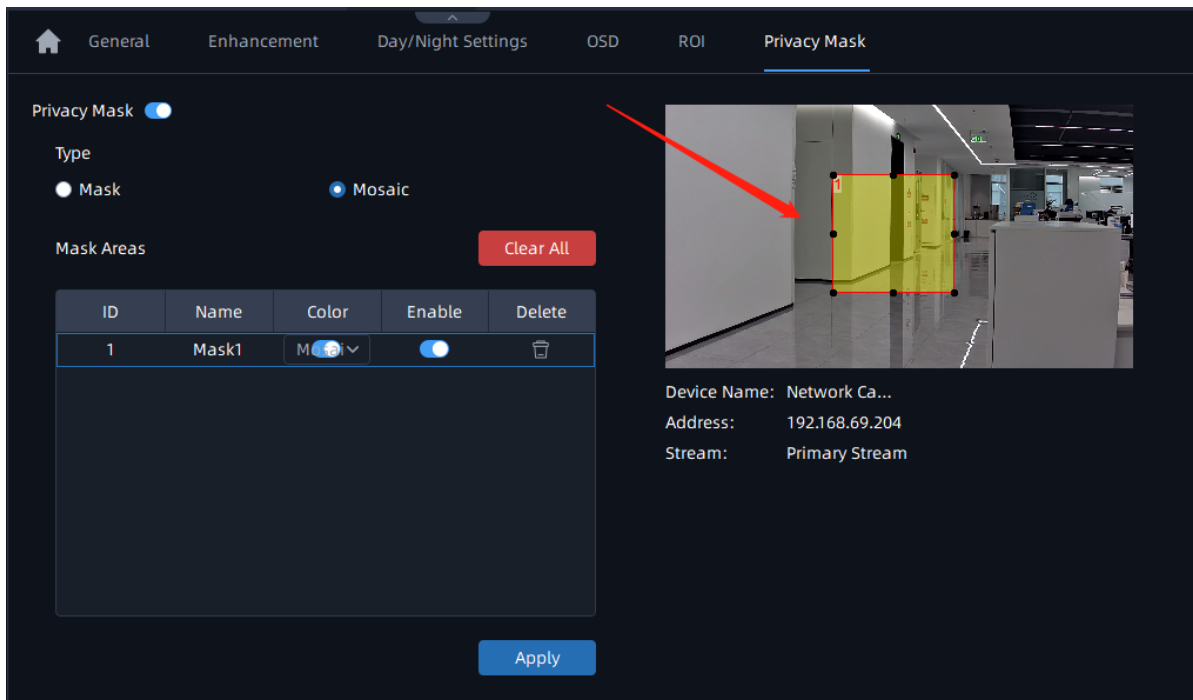 General Enhancement Day/Night Settings OSD ROI Privacy Mask
Privacy Mask
Type
Mask Mosaic
Mask Areas Clear All
ID Name Color Enable Delete
1 Mask1
Apply
1
Device Name: Network Ca...
Address: 192.168.69.204
Stream: Primary Stream